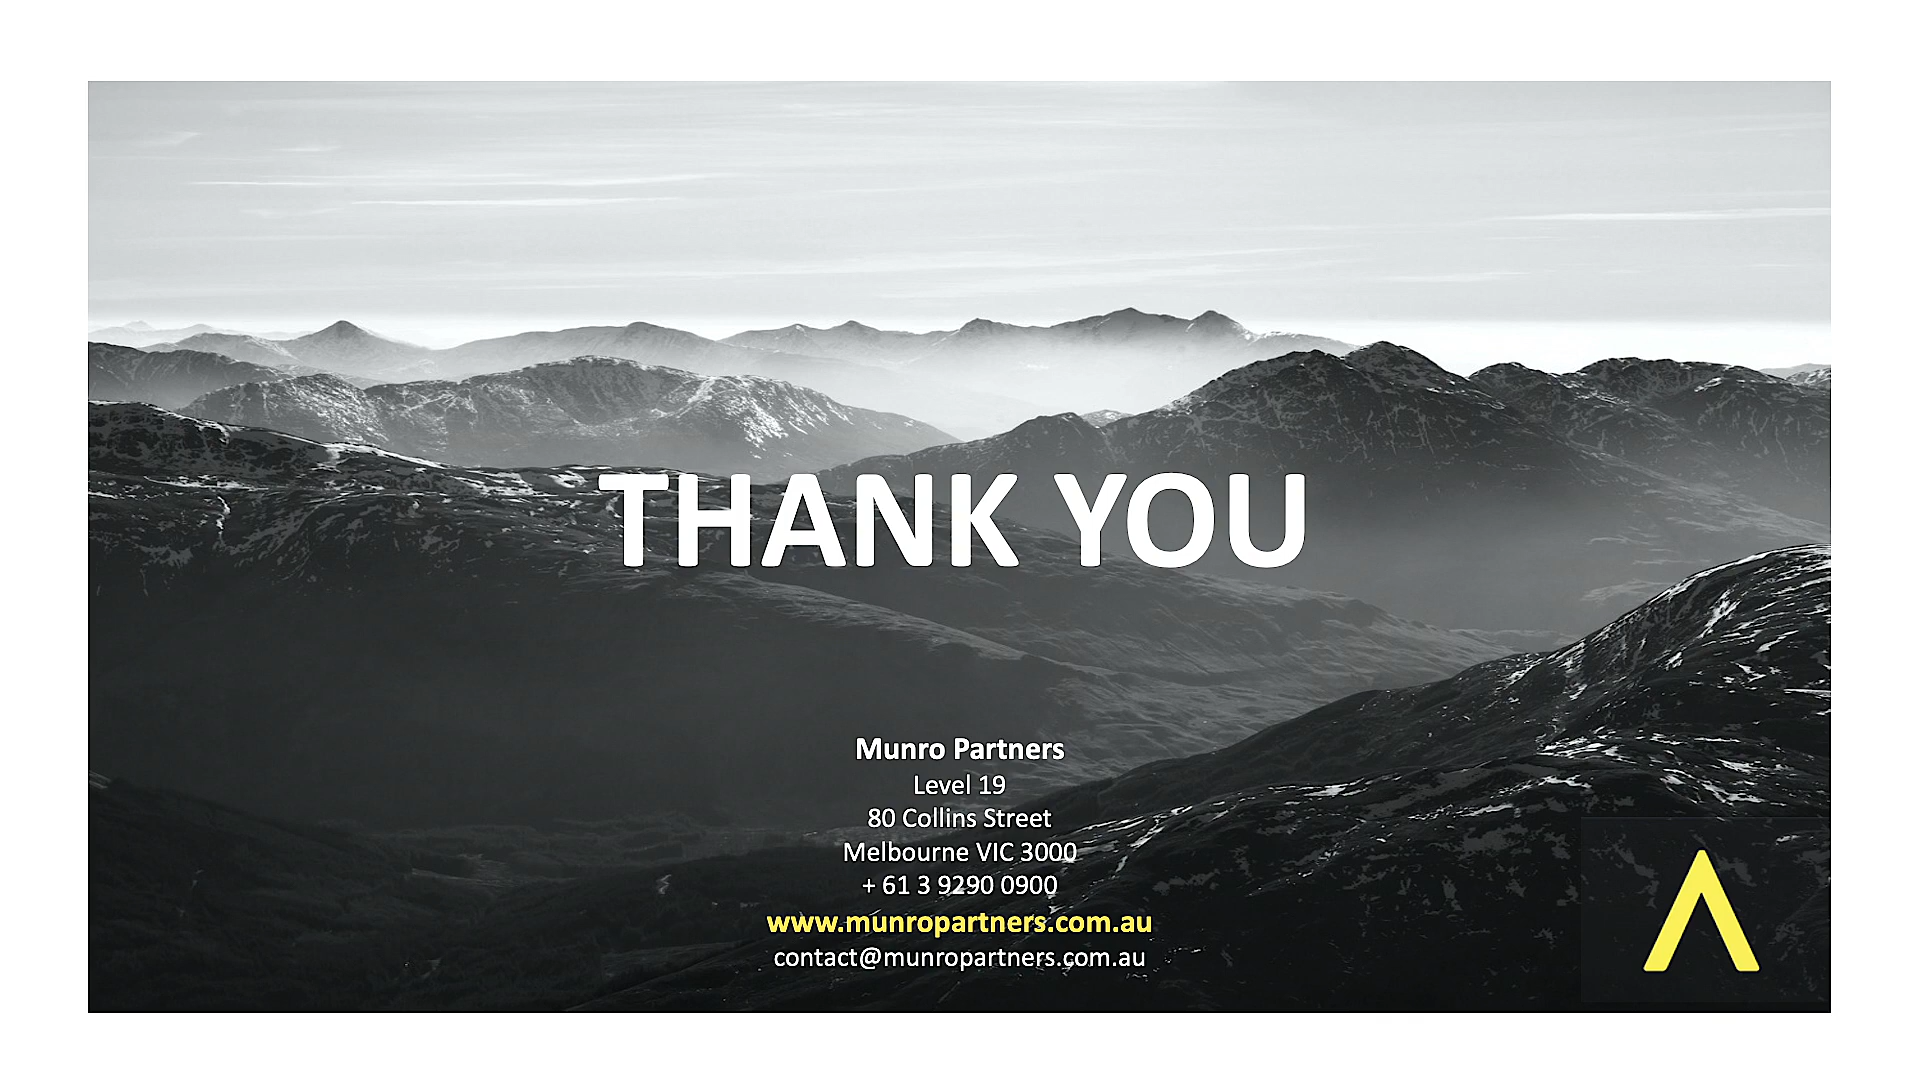 THANK YOU
Munro Partners
Level 19
80 Collins Street
Melbourne VIC 3000
+ 61 3 9290 0900
www.munropartners.com.au
contact@munropartners.com.au